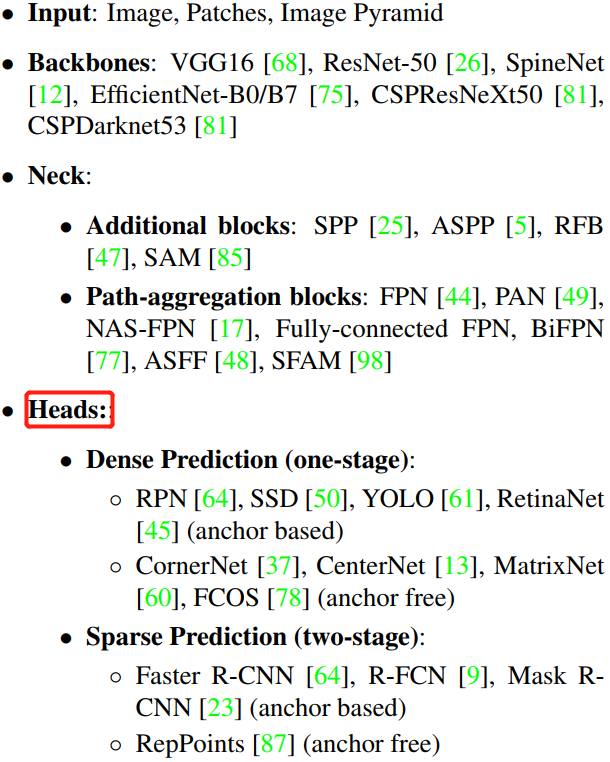 • Input: Image, Patches, Image Pyramid
• Backbones: VGG16 [68], ResNet-50 [26], SpineNet
[12], EfficientNet-B0/B7 [75], CSPResNeXt50 [81],
CSPDarknet53 [81]
• Neck:
• Additional blocks: SPP [25], ASPP [5], RFB
[47], SAM [85]
• Path-aggregation blocks: FPN [44], PAN [49],
NAS-FPN [17], Fully-connected FPN, BiFPN
[77], ASFF [48], SFAM [98]
• Heads::
• Dense Prediction (one-stage):
○ RPN [64], SSD [50], YOLO [61], RetinaNet
[45] (anchor based)
○ CornerNet [37], CenterNet [13], MatrixNet
[60], FCOS [78] (anchor free)
• Sparse Prediction (two-stage):
○ Faster R-CNN [64], R-FCN [9], Mask R-
CNN [23] (anchor based)
○ RepPoints [87] (anchor free)